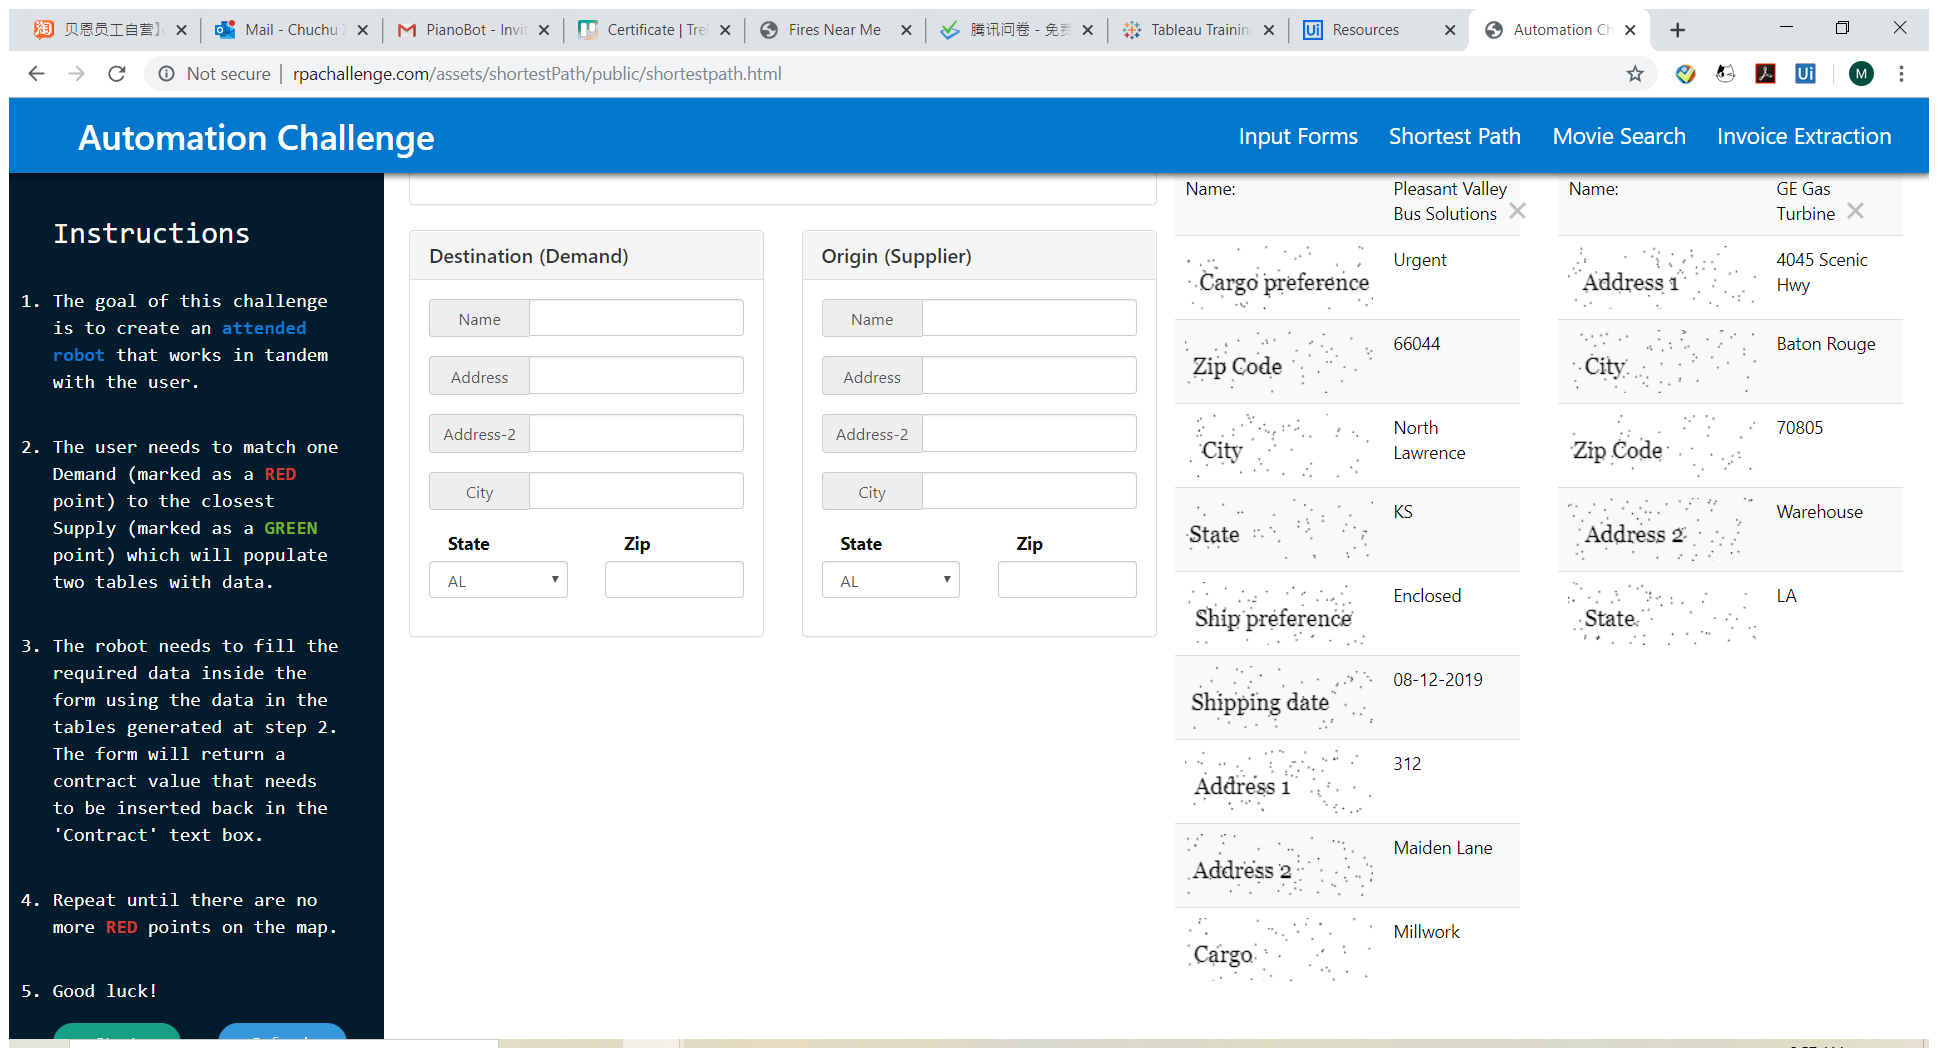 贝恩员工自营】
Mail - Chuchu
PianoBot - Invit
Certificate | Tre
Fires Near Me
腾讯问卷 - 免费
Tableau Trainin
Ui
Resources
Automation Ch
Not secure | rpachallenge.com/assets/shortestPath/public/shortestpath.html
Ui
M
Automation Challenge
Input Forms
Shortest Path
Movie Search
Invoice Extraction
Instructions
1. The goal of this challenge
is to create an attended
robot that works in tandem
with the user.
2. The user needs to match one
Demand (marked as a RED
point) to the closest
Supply (marked as a GREEN
point) which will populate
two tables with data.
3. The robot needs to fill the
required data inside the
form using the data in the
tables generated at step 2.
The form will return a
contract value that needs
to be inserted back in the
'Contract' text box.
4. Repeat until there are no
more RED points on the map.
5. Good luck!
Destination (Demand)
Name
Address
Address-2
City
State Zip
AL
Origin (Supplier)
Name
Address
Address-2
City
State Zip
AL
Name: Pleasant Valley
Bus Solutions
Cargo preference Urgent
Zip Code 66044
City North
Lawrence
State KS
Ship preference Enclosed
Shipping date 08-12-2019
Address 1 312
Address 2 Maiden Lane
Cargo Millwork
Name: GE Gas
Turbine
Address 1 4045 Scenic
Hwy
City Baton Rouge
Zip Code 70805
Address 2 Warehouse
State LA